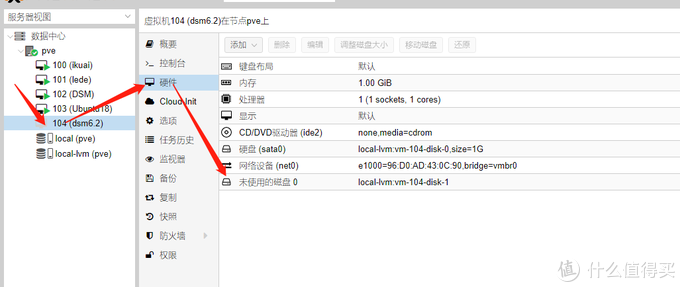 服务器视图
数据中心
pve
100 (ikuai)
101 (lede)
102 (DSM)
103 (Ubuntu18)
104 (dsm6.2)
local (pve)
local-lvm (pve)
虚拟机104 (dsm6.2)在节点pve上
概要
控制台
硬件
Cloud-Init
选项
任务历史
监视器
备份
复制
快照
防火墙
权限
添加 删除 编辑 调整磁盘大小 移动磁盘 还原
键盘布局 默认
内存 1.00 GiB
处理器 1 (1 sockets, 1 cores)
显示 默认
CD/DVD驱动器 (ide2) none,media=cdrom
硬盘 (sata0) local-lvm:vm-104-disk-0,size=1G
网络设备 (net0) e1000=96:D0:AD:43:0C:90,bridge=vmbr0
未使用的磁盘 0 local-lvm:vm-104-disk-1
值 什么值得买